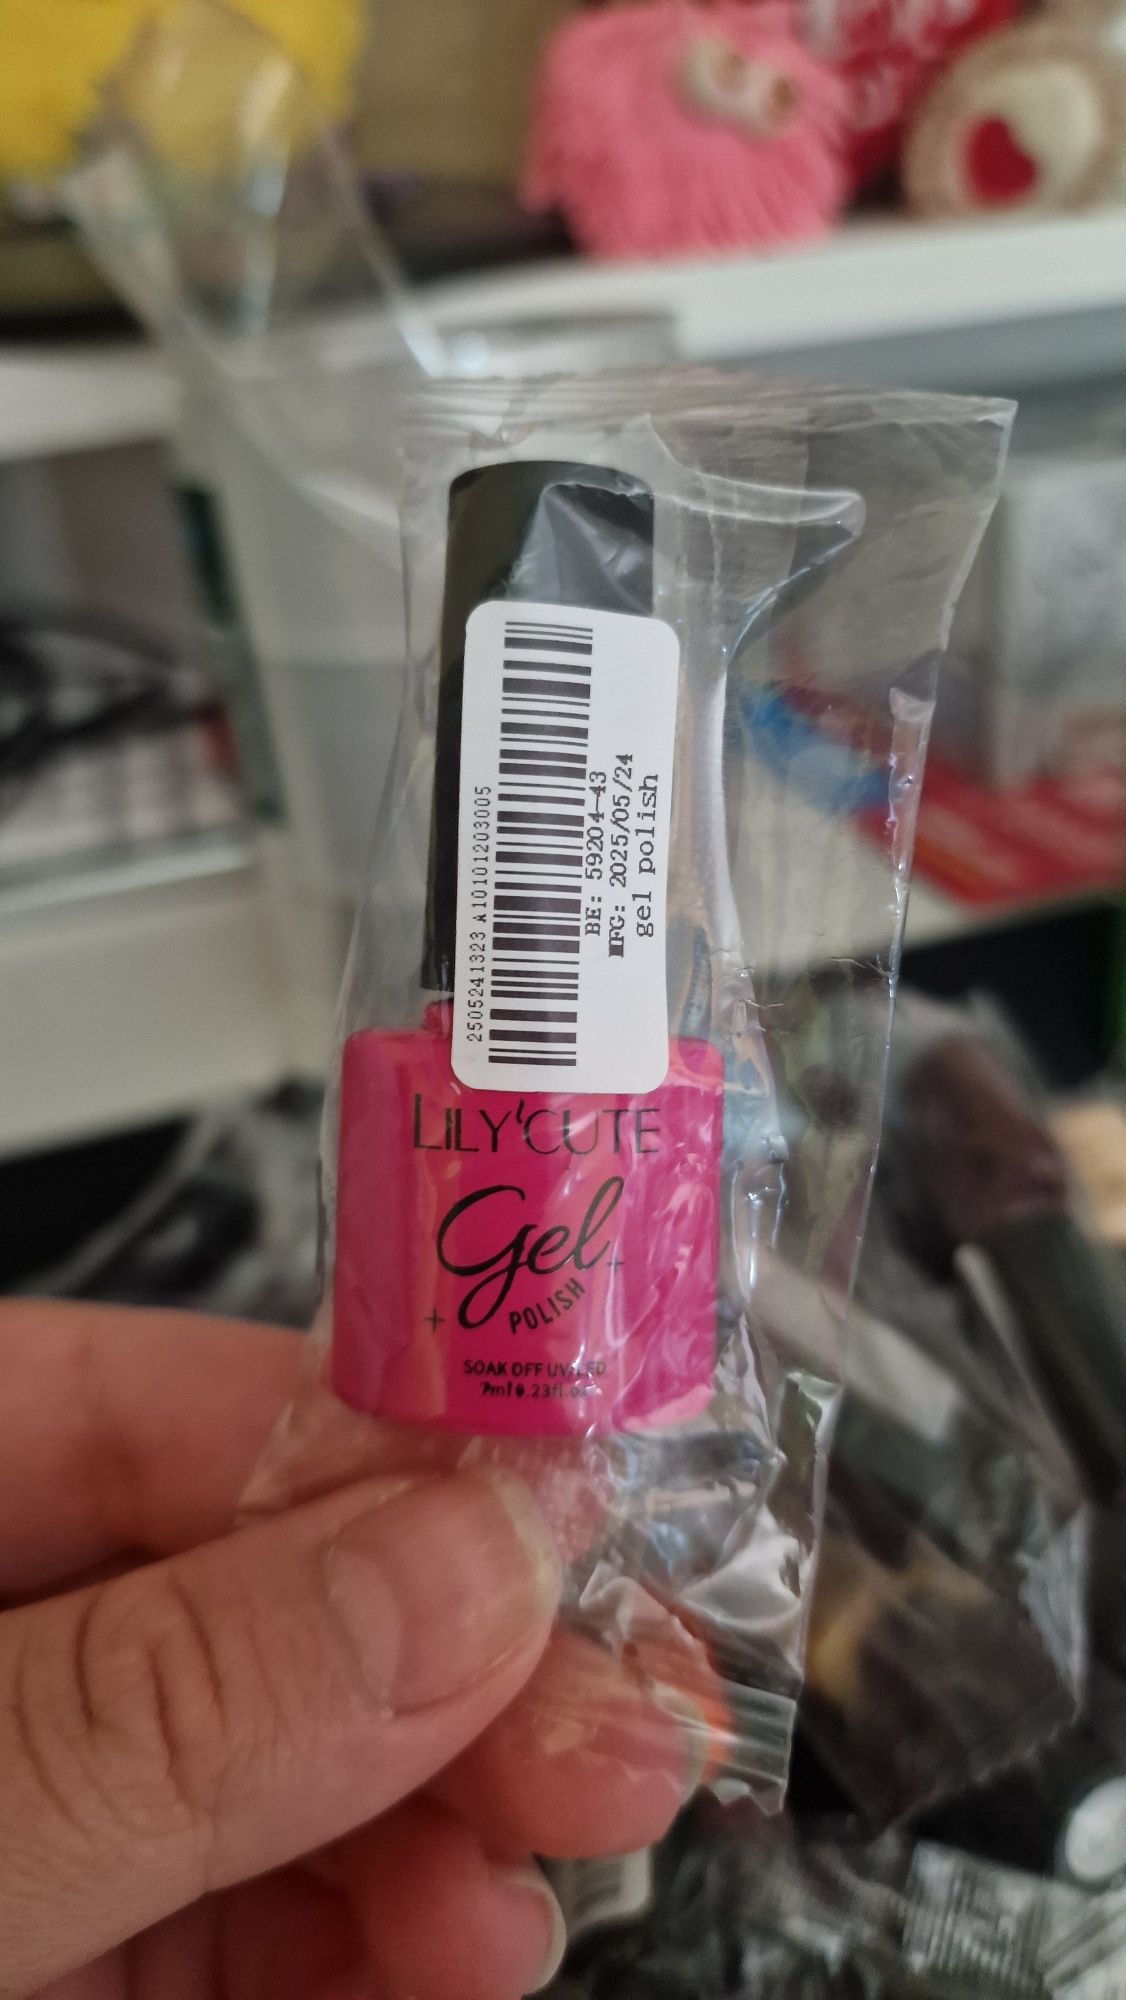 2505241323 A10101203005
BE: 59204-43
MFG: 2025/05/24
gel polish
LILY'CUTE
Gel
POLISH
SOAK OFF UV/LED
7ml 0.23fl.oz